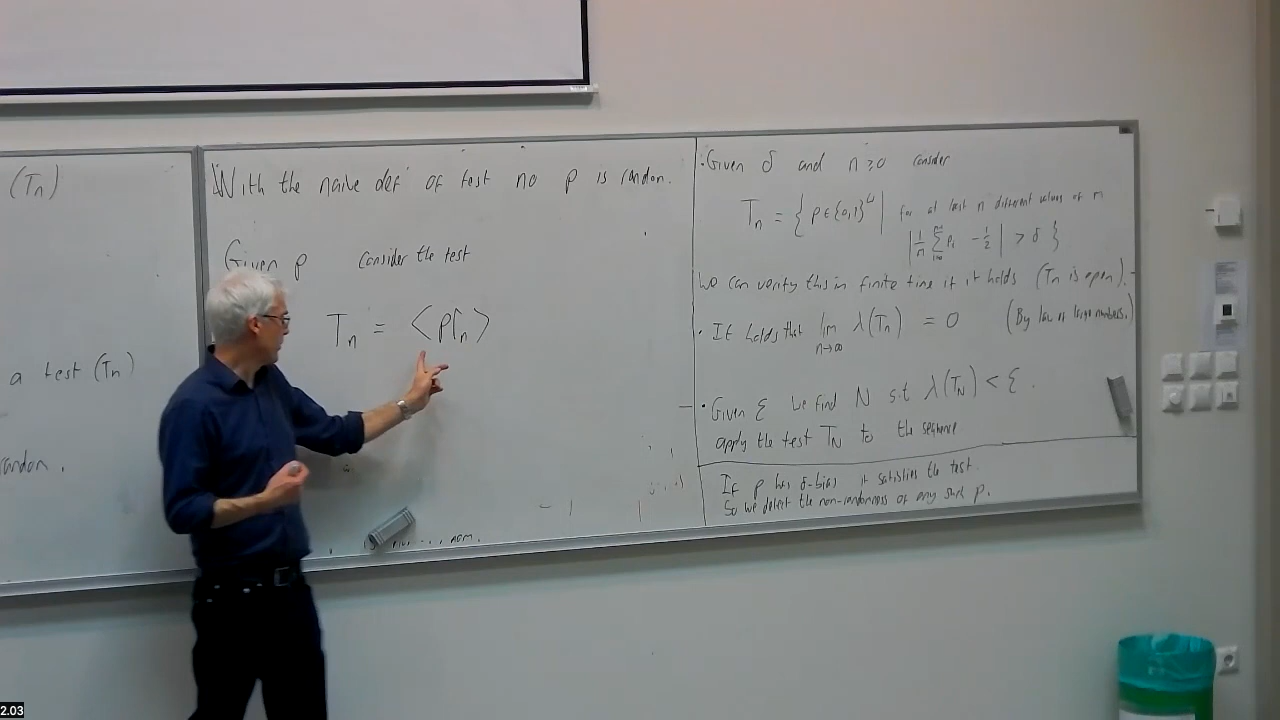 (Tn)
a test (Tn)
random.
With the naive def of test no p is random.
Given p consider the test
Tn = <p↾n>
Given δ and n ≥ 0 consider
Tn = { p ∈ {0,1}^ω | for at least n different values of m
|1/m Σ pi - 1/2| > δ }
We can verify this in finite time if it holds (Tn is open).
• It holds that lim n→∞ λ(Tn) = 0 (By law of large numbers.)
• Given ε we find N s.t λ(TN) < ε.
apply the test TN to the sequence
If p has δ-bias it satisfies the test.
So we detect the non-randomness of any such p.
2.03